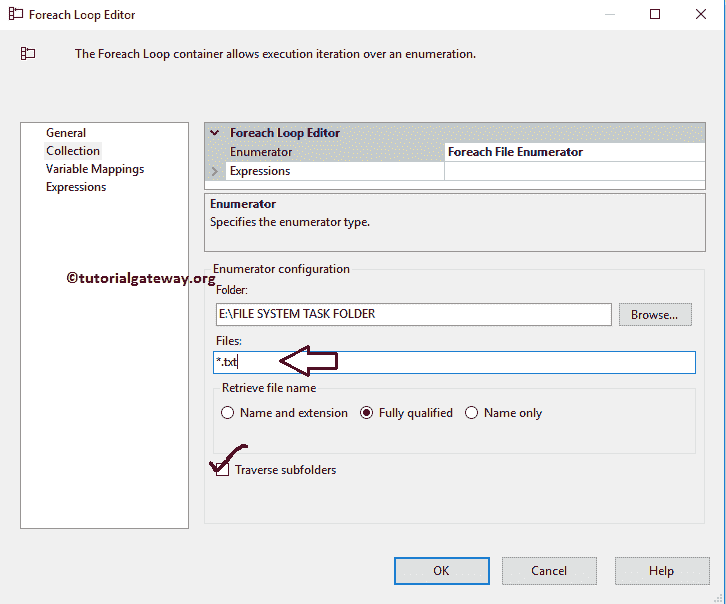 Foreach Loop Editor
The Foreach Loop container allows execution iteration over an enumeration.
General
Collection
Variable Mappings
Expressions
Foreach Loop Editor
Enumerator Foreach File Enumerator
Expressions
Enumerator
Specifies the enumerator type.
©tutorialgateway.org
Enumerator configuration
Folder:
E:\FILE SYSTEM TASK FOLDER
Browse...
Files:
*.txt
Retrieve file name
Name and extension Fully qualified Name only
Traverse subfolders
OK Cancel Help